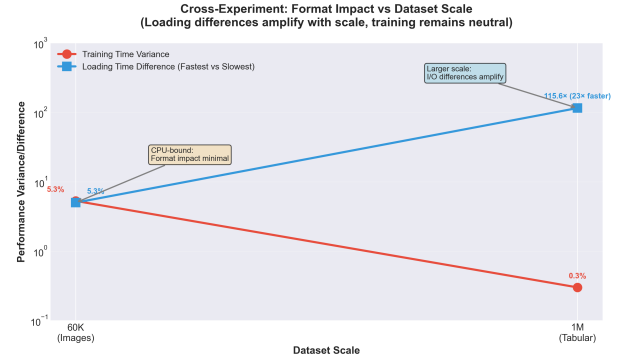 Cross-Experiment: Format Impact vs Dataset Scale
(Loading differences amplify with scale, training remains neutral)
Training Time Variance
Loading Time Difference (Fastest vs Slowest)
Larger scale:
I/O differences amplify
115.6× (23× faster)
CPU-bound:
Format impact minimal
5.3%
5.3%
0.3%
10³
10²
10¹
10⁰
10⁻¹
Performance Variance/Difference
60K
(Images)
1M
(Tabular)
Dataset Scale